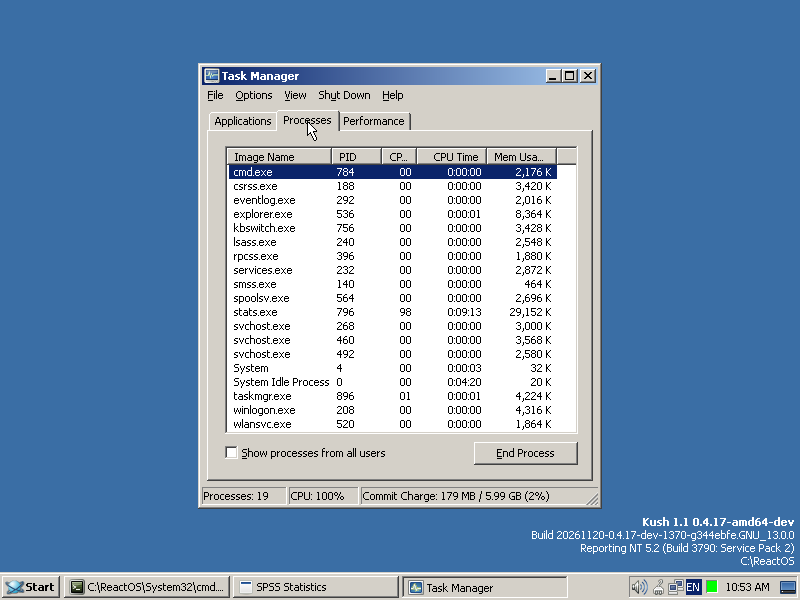 Task Manager
File Options View Shut Down Help
Applications Processes Performance
Image Name PID CP... CPU Time Mem Usa...
cmd.exe 784 00 0:00:00 2,176 K
csrss.exe 188 00 0:00:00 3,420 K
eventlog.exe 292 00 0:00:00 2,016 K
explorer.exe 536 00 0:00:01 8,364 K
kbswitch.exe 756 00 0:00:00 3,428 K
lsass.exe 240 00 0:00:00 2,548 K
rpcss.exe 396 00 0:00:00 1,880 K
services.exe 232 00 0:00:00 2,872 K
smss.exe 140 00 0:00:00 464 K
spoolsv.exe 564 00 0:00:00 2,696 K
stats.exe 796 98 0:09:13 29,152 K
svchost.exe 268 00 0:00:00 3,000 K
svchost.exe 460 00 0:00:00 3,568 K
svchost.exe 492 00 0:00:00 2,580 K
System 4 00 0:00:03 32 K
System Idle Process 0 00 0:04:20 20 K
taskmgr.exe 896 01 0:00:01 4,224 K
winlogon.exe 208 00 0:00:00 4,316 K
wlansvc.exe 520 00 0:00:00 1,864 K
Show processes from all users End Process
Processes: 19 CPU: 100% Commit Charge: 179 MB / 5.99 GB (2%)
Kush 1.1 0.4.17-amd64-dev
Build 20261120-0.4.17-dev-1370-g344ebfe.GNU_13.0.0
Reporting NT 5.2 (Build 3790: Service Pack 2)
C:\ReactOS
Start C:\ReactOS\System32\cmd.... SPSS Statistics Task Manager EN 10:53 AM